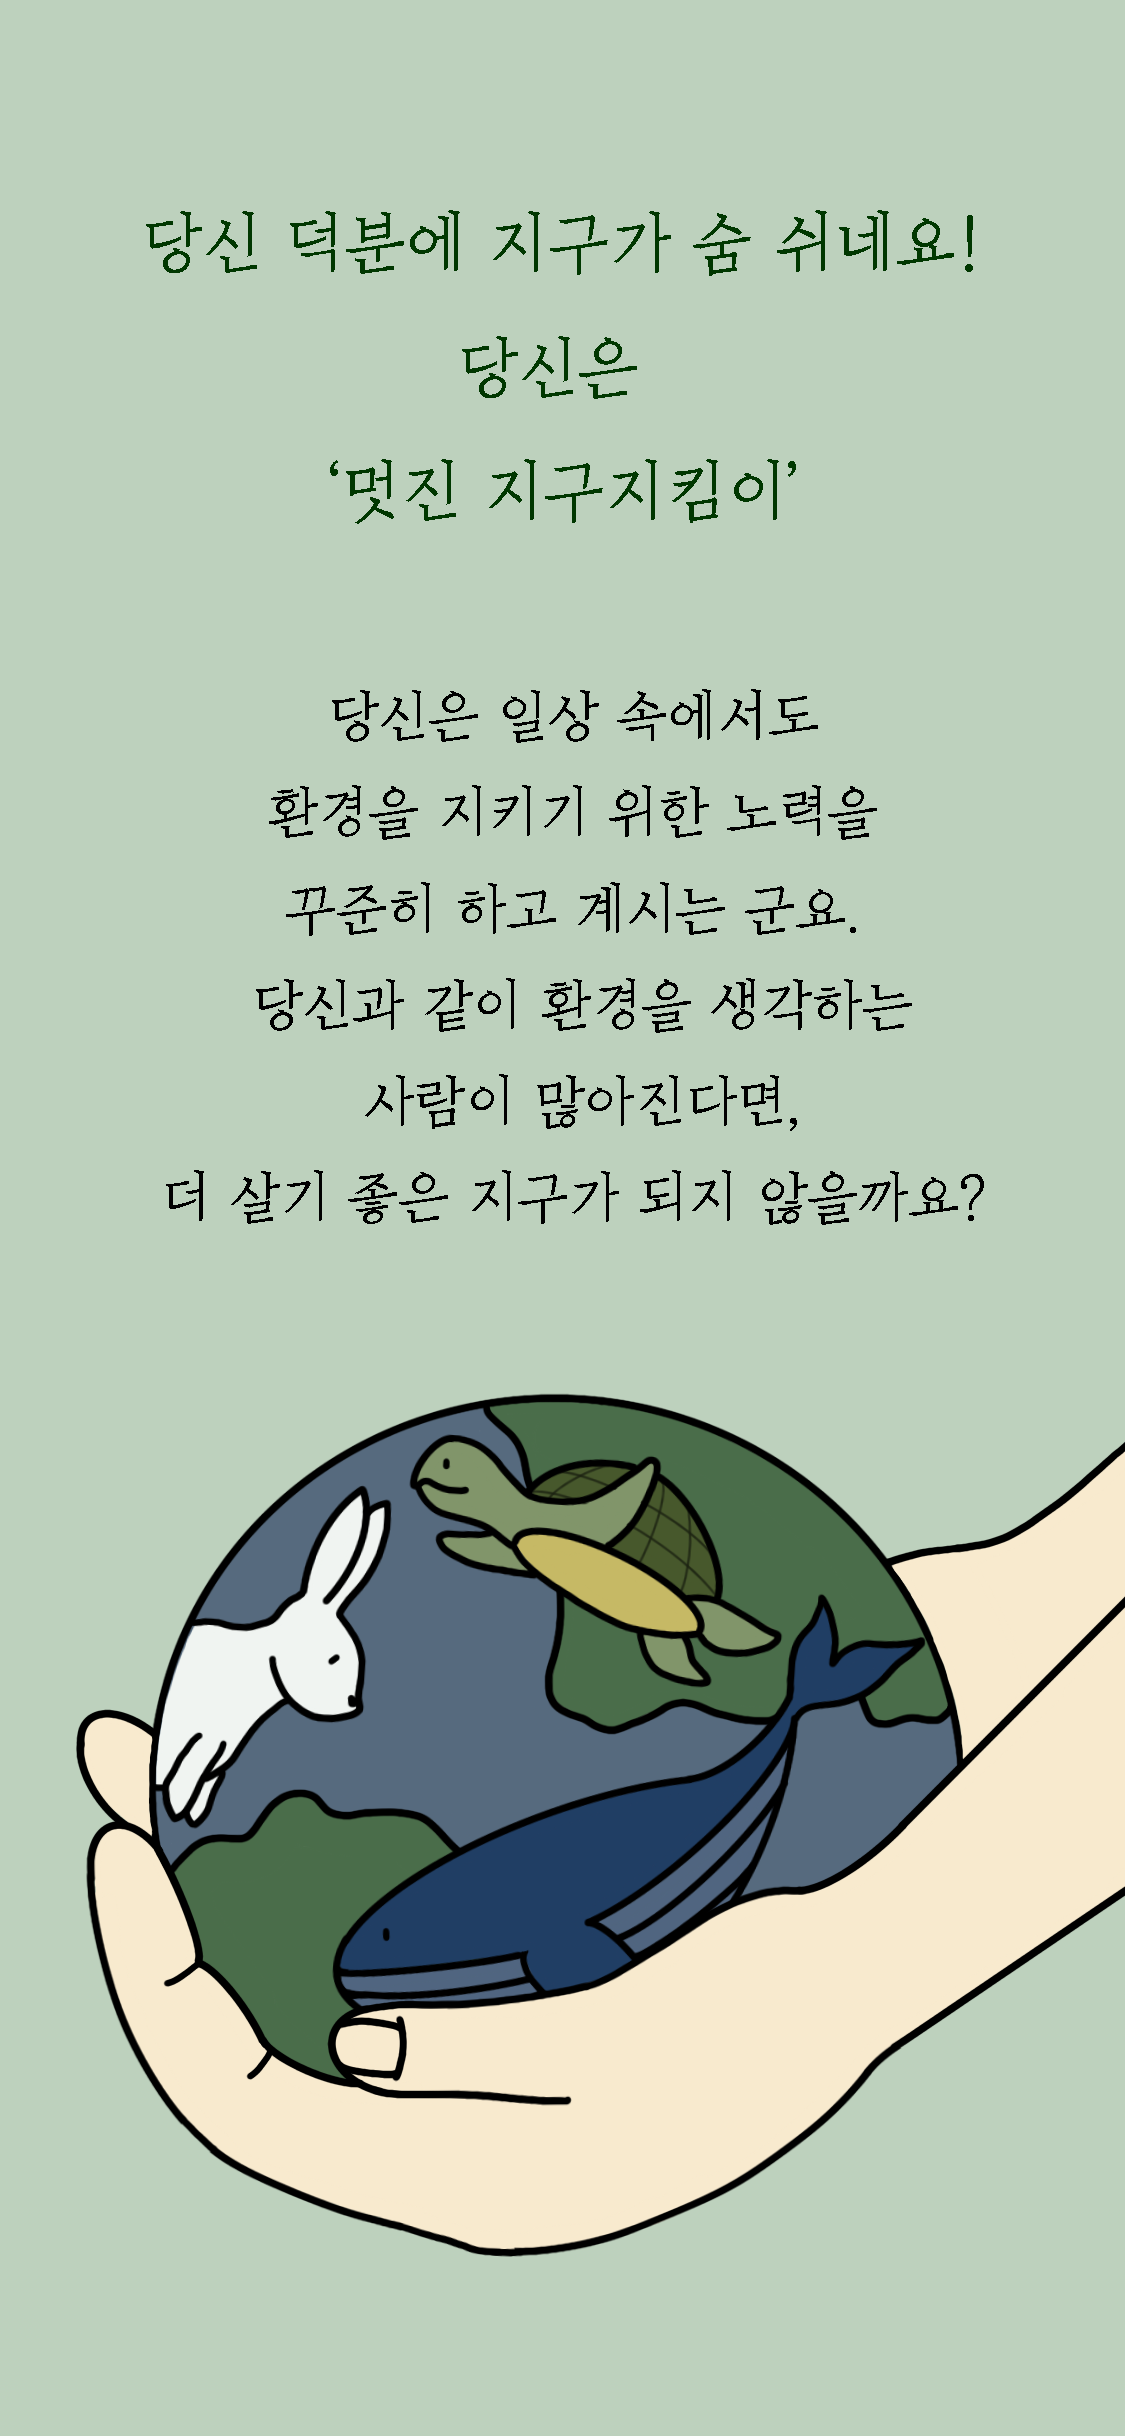 당신 덕분에 지구가 숨 쉬네요!
당신은
‘멋진 지구지킴이’
당신은 일상 속에서도
환경을 지키기 위한 노력을
꾸준히 하고 계시는 군요.
당신과 같이 환경을 생각하는
사람이 많아진다면,
더 살기 좋은 지구가 되지 않을까요?